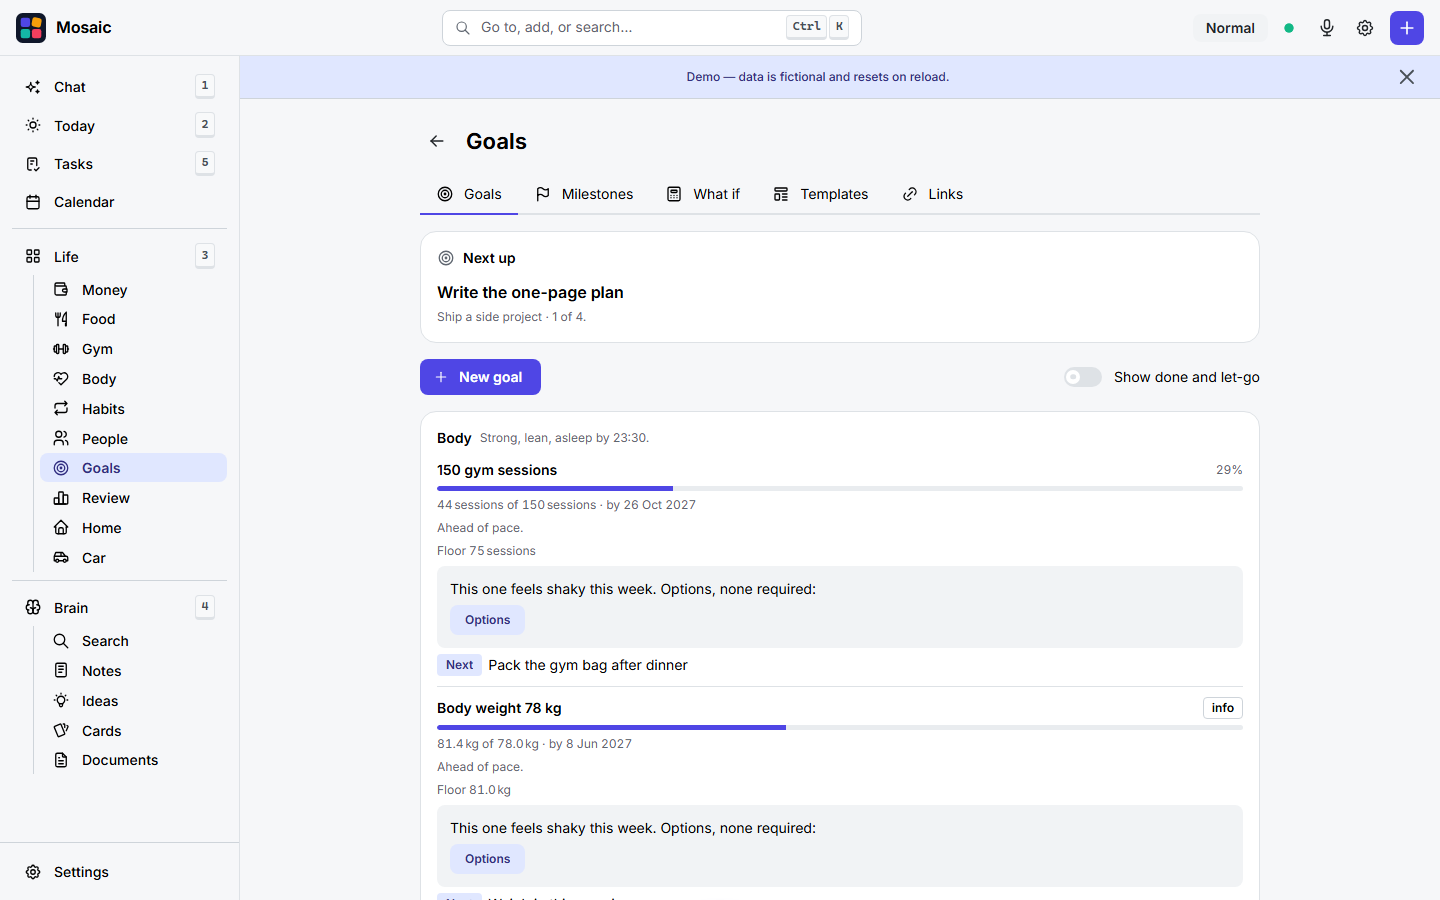 Mosaic
Go to, add, or search...
Ctrl K
Normal
Demo — data is fictional and resets on reload.
Chat 1
Today 2
Tasks 5
Calendar
Life 3
Money
Food
Gym
Body
Habits
People
Goals
Review
Home
Car
Brain 4
Search
Notes
Ideas
Cards
Documents
Settings
Goals
Goals Milestones What if Templates Links
Next up
Write the one-page plan
Ship a side project · 1 of 4.
New goal
Show done and let-go
Body Strong, lean, asleep by 23:30.
150 gym sessions 29%
44 sessions of 150 sessions · by 26 Oct 2027
Ahead of pace.
Floor 75 sessions
This one feels shaky this week. Options, none required:
Options
Next Pack the gym bag after dinner
Body weight 78 kg info
81.4 kg of 78.0 kg · by 8 Jun 2027
Ahead of pace.
Floor 81.0 kg
This one feels shaky this week. Options, none required:
Options